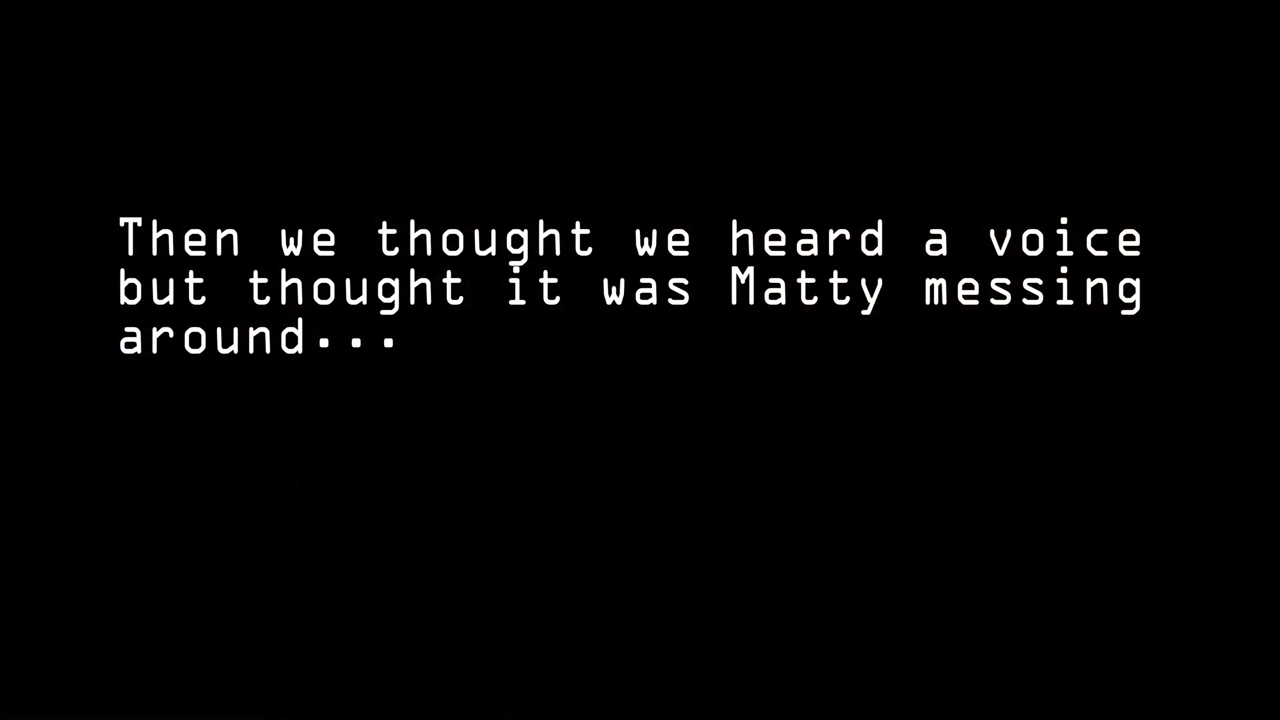 Then we thought we heard a voice
but thought it was Matty messing
around...